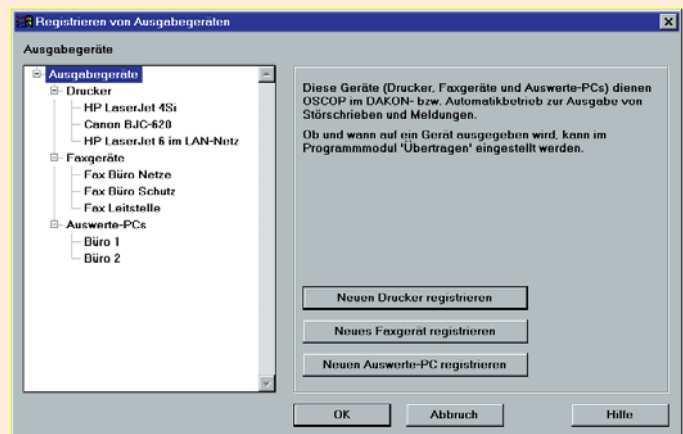 Registrieren von Ausgabegeräten
Ausgabegeräte
Ausgabegeräte
Drucker
HP LaserJet 4Si
Canon BJC-620
HP LaserJet 6 im LAN-Netz
Faxgeräte
Fax Büro Netze
Fax Büro Schutz
Fax Leitstelle
Auswerte-PCs
Büro 1
Büro 2
Diese Geräte (Drucker, Faxgeräte und Auswerte-PCs) dienen
OSCOP im DAKON- bzw. Automatikbetrieb zur Ausgabe von
Störschrieben und Meldungen.
Ob und wann auf ein Gerät ausgegeben wird, kann im
Programmmodul 'Übertragen' eingestellt werden.
Neuen Drucker registrieren
Neues Faxgerät registrieren
Neuen Auswerte-PC registrieren
OK
Abbruch
Hilfe